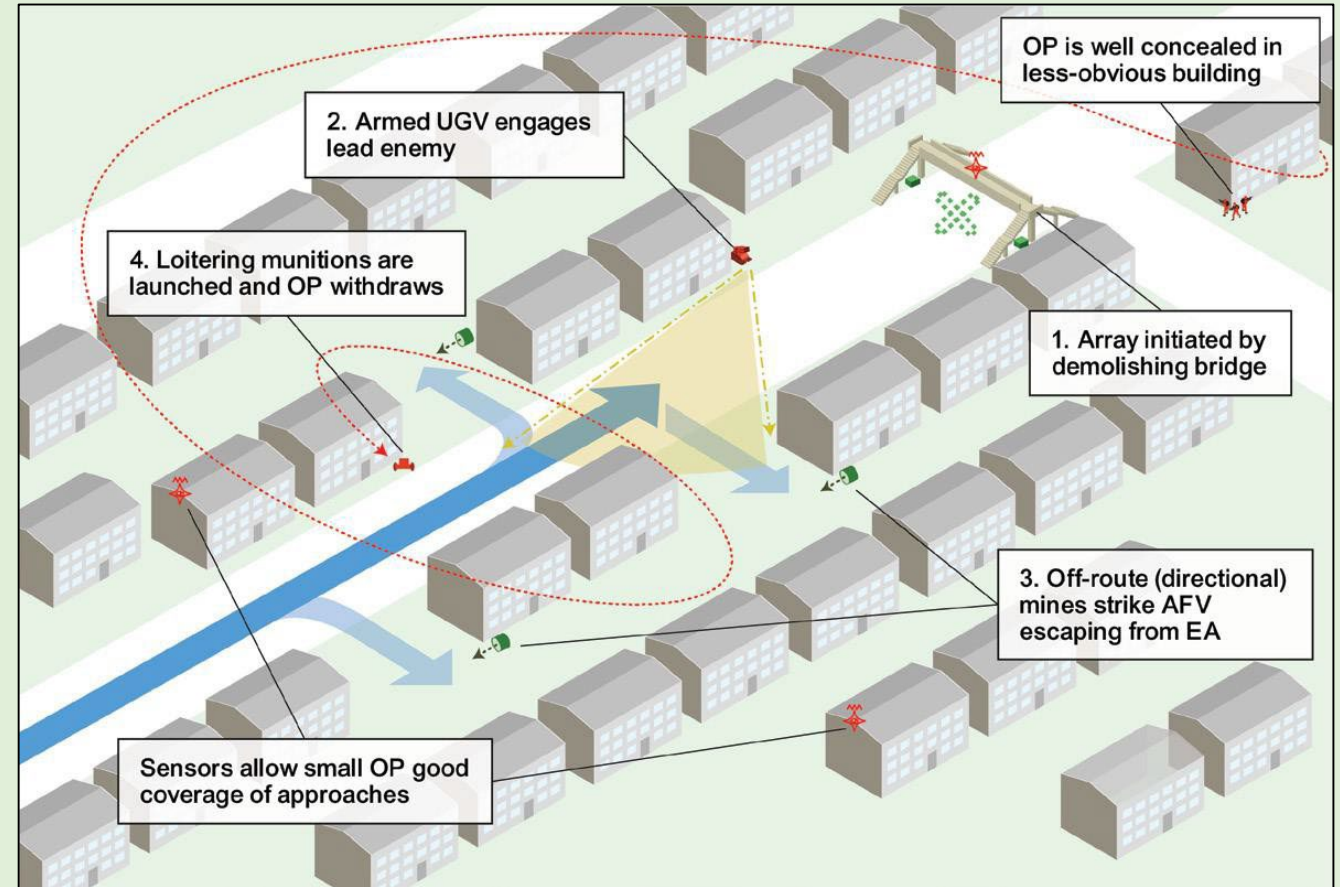 OP is well concealed in
less-obvious building
2. Armed UGV engages
lead enemy
4. Loitering munitions are
launched and OP withdraws
1. Array initiated by
demolishing bridge
3. Off-route (directional)
mines strike AFV
escaping from EA
Sensors allow small OP good
coverage of approaches